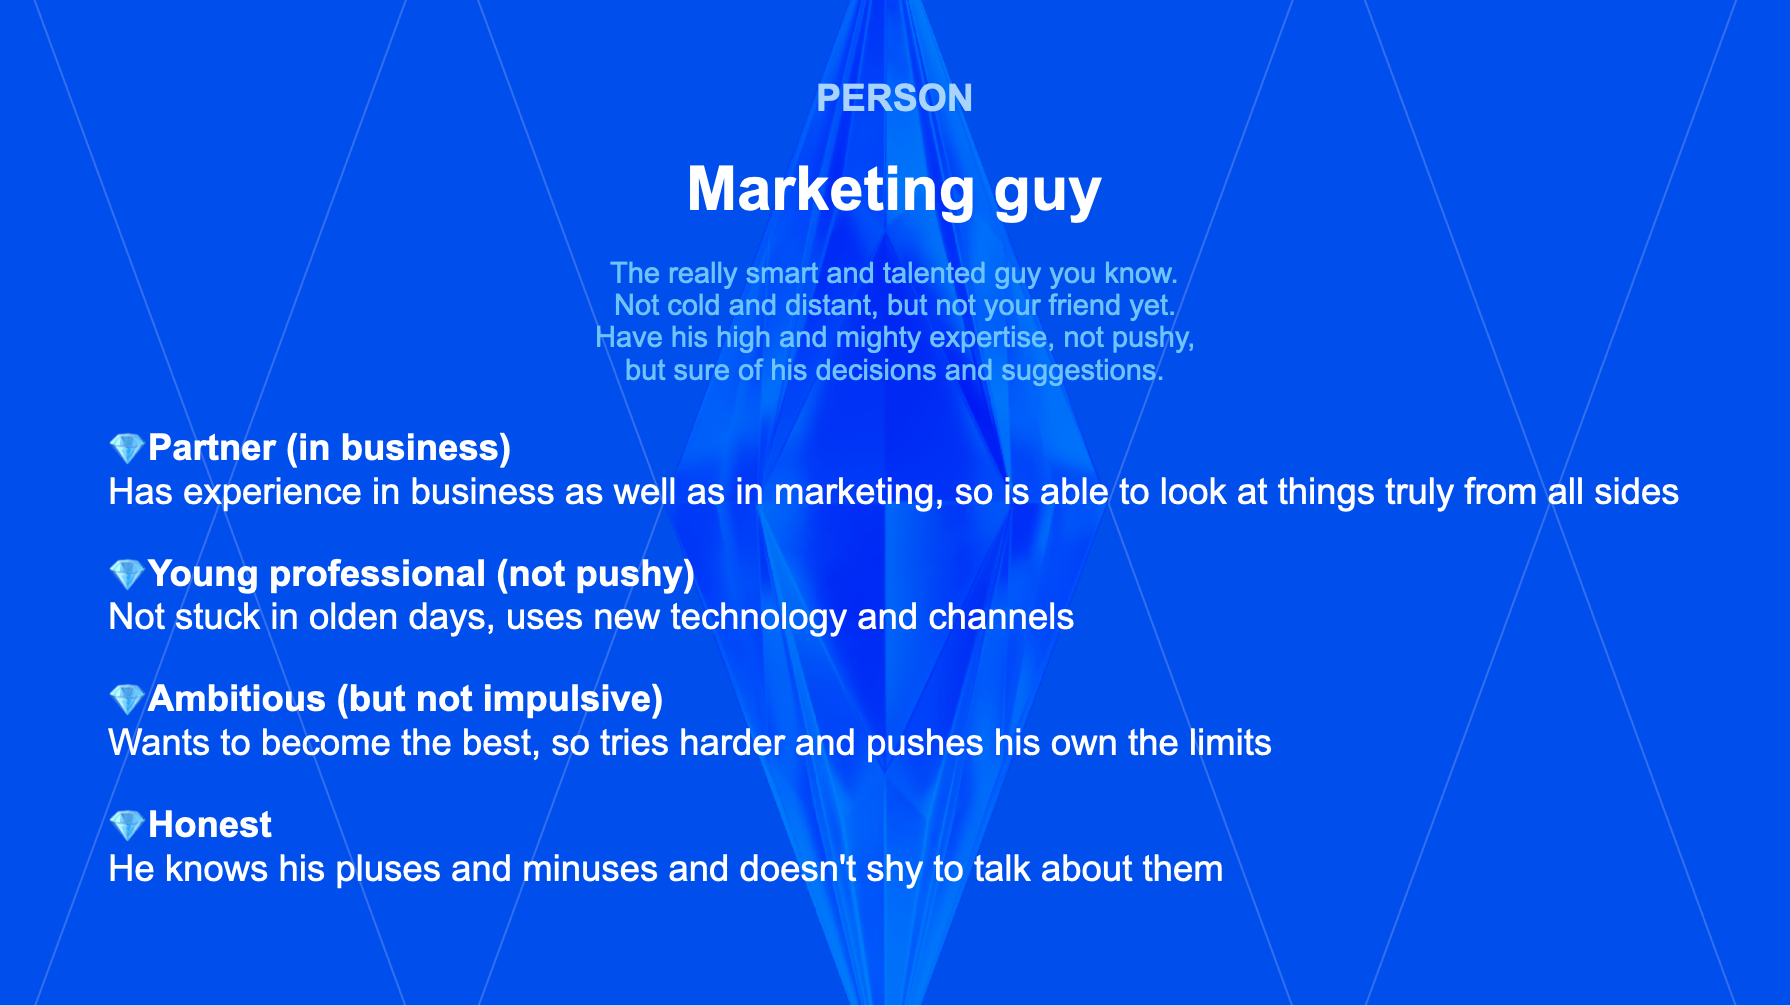 PERSON
Marketing guy
The really smart and talented guy you know.
Not cold and distant, but not your friend yet.
Have his high and mighty expertise, not pushy,
but sure of his decisions and suggestions.
💎Partner (in business)
Has experience in business as well as in marketing, so is able to look at things truly from all sides
💎Young professional (not pushy)
Not stuck in olden days, uses new technology and channels
💎Ambitious (but not impulsive)
Wants to become the best, so tries harder and pushes his own the limits
💎Honest
He knows his pluses and minuses and doesn't shy to talk about them